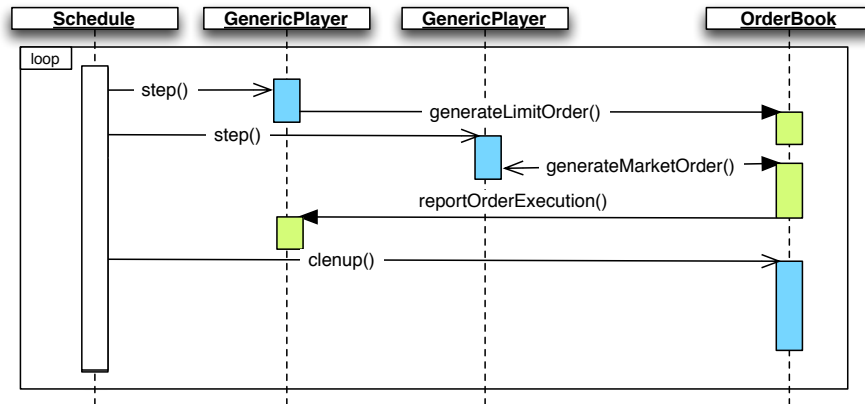 Schedule
GenericPlayer
GenericPlayer
OrderBook
loop
step()
generateLimitOrder()
step()
generateMarketOrder()
reportOrderExecution()
clenup()